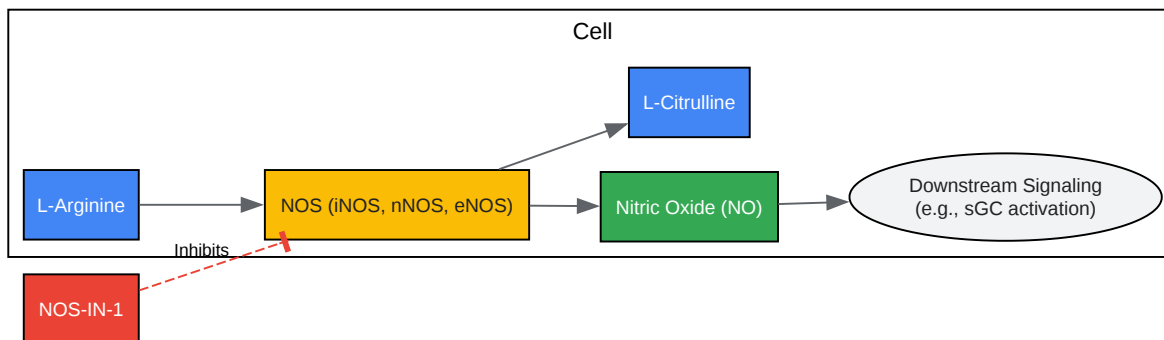 Cell
L-Citrulline
L-Arginine
NOS (iNOS, nNOS, eNOS)
Nitric Oxide (NO)
Downstream Signaling
(e.g., sGC activation)
Inhibits
NOS-IN-1